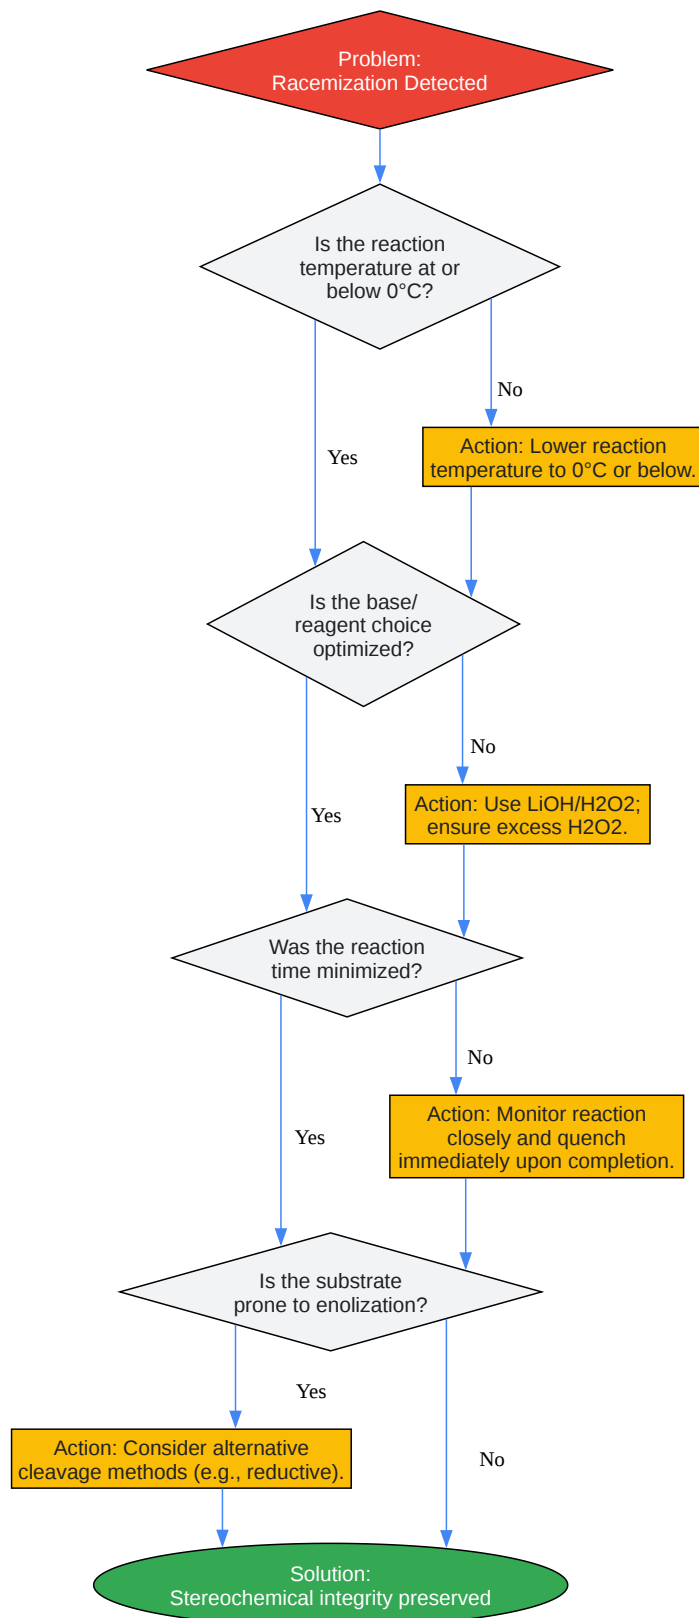 Problem:
Racemization Detected
Is the reaction
temperature at or
below 0°C?
No
Yes
Action: Lower reaction
temperature to 0°C or below.
Is the base/
reagent choice
optimized?
No
Yes
Action: Use LiOH/H2O2;
ensure excess H2O2.
Was the reaction
time minimized?
No
Yes
Action: Monitor reaction
closely and quench
immediately upon completion.
Is the substrate
prone to enolization?
Yes
No
Action: Consider alternative
cleavage methods (e.g., reductive).
Solution:
Stereochemical integrity preserved